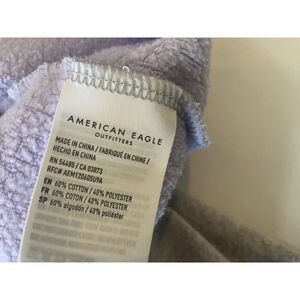 AMERICAN EAGLE
OUTFITTERS
MADE IN CHINA / FABRIQUÉ EN CHINE /
HECHO EN CHINA
RN 54485/ CA 03873
RFC# AEM120605U9A
EN 60% COTTON / 40% POLYESTER
FR 60% COTON / 40% POLYESTER
SP 60% algodón / 40% poliéster